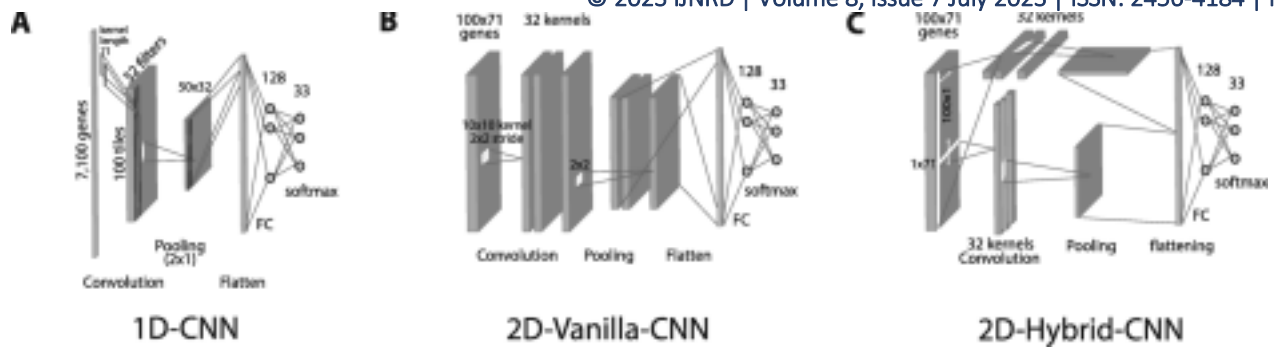 © 2023 IJNRD | Volume 8, Issue 7 July 2023 | ISSN: 2456-4184 |
A
kernel
length
71
32 filters
7,100 genes
100 tiles
50x32
128
33
softmax
FC
Pooling
(2x1)
Convolution
Flatten
1D-CNN
B
100x71
genes
32 kernels
10x10 kernel
2x2 stride
2x2
128
33
softmax
FC
Convolution
Pooling
Flatten
2D-Vanilla-CNN
C
100x71
genes
32 kernels
100x1
1x71
128
33
softmax
FC
32 kernels
Convolution
Pooling
flattening
2D-Hybrid-CNN